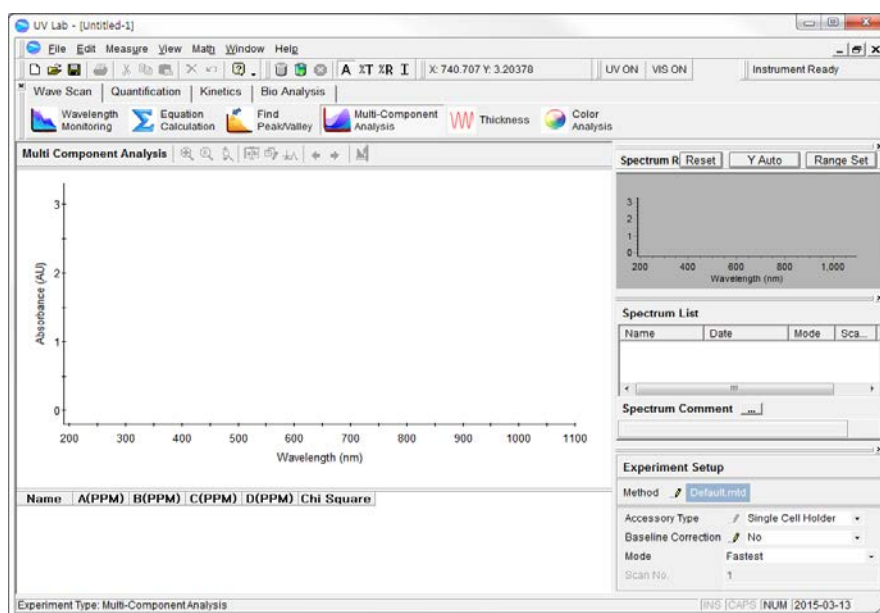 UV Lab - [Untitled-1]
File Edit Measure View Math Window Help
A %T %R I X: 740.707 Y: 3.20378 UV ON VIS ON Instrument Ready
Wave Scan Quantification Kinetics Bio Analysis
Wavelength Monitoring Equation Calculation Find Peak/Valley Multi-Component Analysis Thickness Color Analysis
Multi Component Analysis
3
2
1
0
Absorbance (AU)
200 300 400 500 600 700 800 900 1000 1100
Wavelength (nm)
Name A(PPM) B(PPM) C(PPM) D(PPM) Chi Square
Spectrum R Reset Y Auto Range Set
3
2
1
0
200 400 600 800 1,000
Wavelength (nm)
Spectrum List
Name Date Mode Sca...
Spectrum Comment ...
Experiment Setup
Method Default.mtd
Accessory Type Single Cell Holder
Baseline Correction No
Mode Fastest
Scan No. 1
Experiment Type: Multi-Component Analysis INS CAPS NUM 2015-03-13